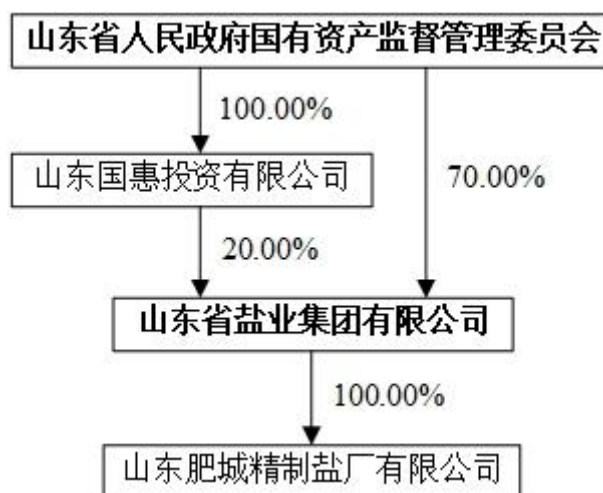 山东省人民政府国有资产监督管理委员会
100.00%
山东国惠投资有限公司
70.00%
20.00%
山东省盐业集团有限公司
100.00%
山东肥城精制盐厂有限公司